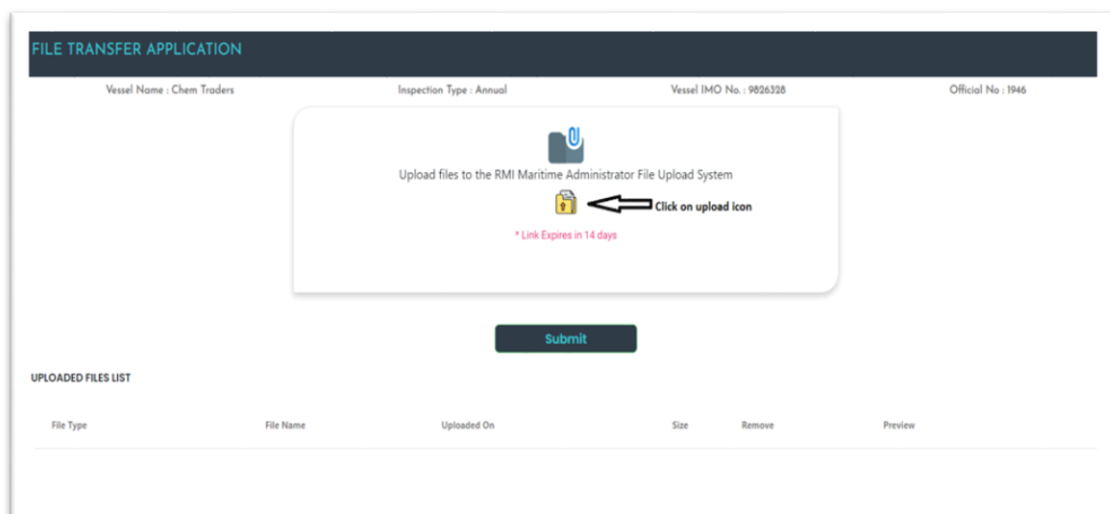 FILE TRANSFER APPLICATION
Vessel Name : Chem Traders Inspection Type : Annual Vessel IMO No. : 9826328 Official No : 1946
Upload files to the RMI Maritime Administrator File Upload System
Click on upload icon
* Link Expires in 14 days
Submit
UPLOADED FILES LIST
File Type File Name Uploaded On Size Remove Preview